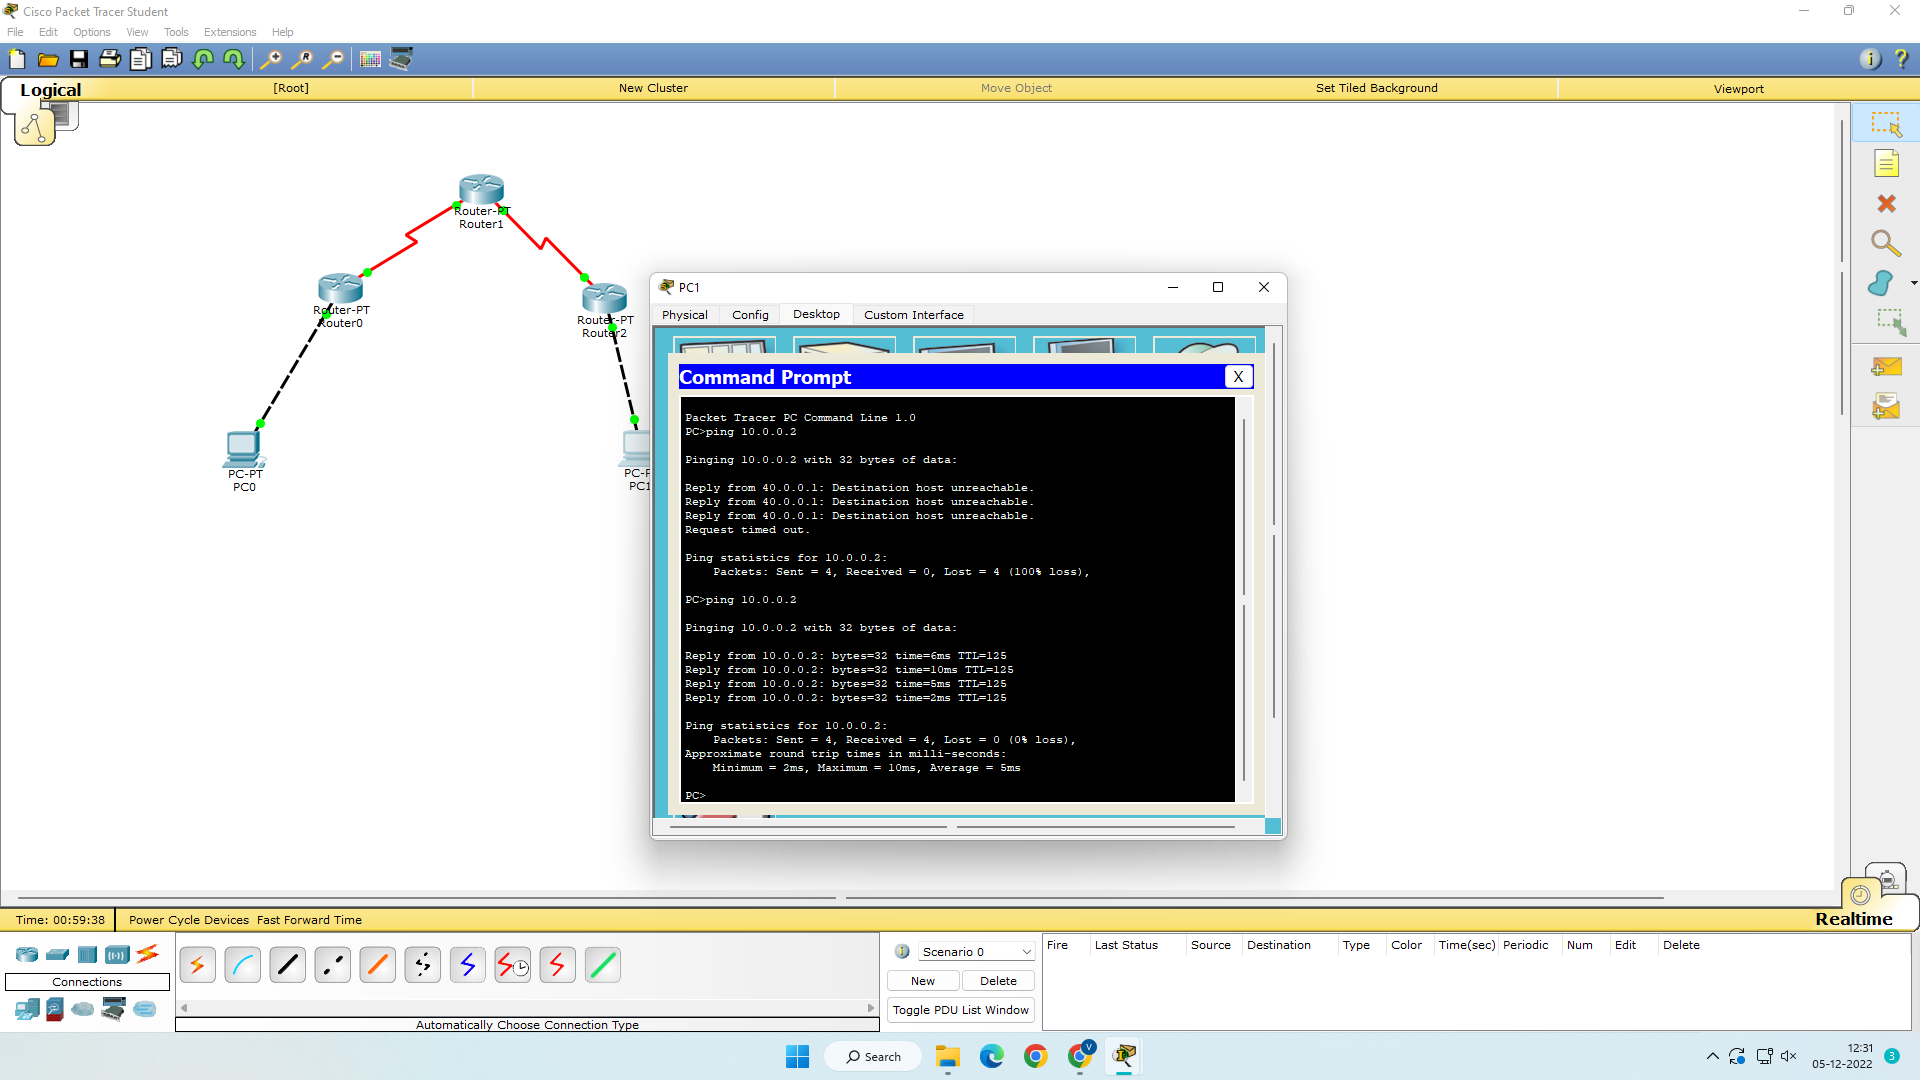 Cisco Packet Tracer Student
File Edit Options View Tools Extensions Help
Logical [Root] New Cluster Move Object Set Tiled Background Viewport
Router-PT
Router1
Router-PT
Router0
Router-PT
Router2
PC-PT
PC0
PC1
PC1
Physical Config Desktop Custom Interface
Command Prompt X
Packet Tracer PC Command Line 1.0
PC>ping 10.0.0.2
Pinging 10.0.0.2 with 32 bytes of data:
Reply from 40.0.0.1: Destination host unreachable.
Reply from 40.0.0.1: Destination host unreachable.
Reply from 40.0.0.1: Destination host unreachable.
Request timed out.
Ping statistics for 10.0.0.2:
Packets: Sent = 4, Received = 0, Lost = 4 (100% loss),
PC>ping 10.0.0.2
Pinging 10.0.0.2 with 32 bytes of data:
Reply from 10.0.0.2: bytes=32 time=6ms TTL=125
Reply from 10.0.0.2: bytes=32 time=10ms TTL=125
Reply from 10.0.0.2: bytes=32 time=5ms TTL=125
Reply from 10.0.0.2: bytes=32 time=2ms TTL=125
Ping statistics for 10.0.0.2:
Packets: Sent = 4, Received = 4, Lost = 0 (0% loss),
Approximate round trip times in milli-seconds:
Minimum = 2ms, Maximum = 10ms, Average = 5ms
PC>
Time: 00:59:38 Power Cycle Devices Fast Forward Time Realtime
Connections
Automatically Choose Connection Type
Scenario 0
New Delete
Toggle PDU List Window
Fire Last Status Source Destination Type Color Time(sec) Periodic Num Edit Delete
Search
V
12:31
05-12-2022
3